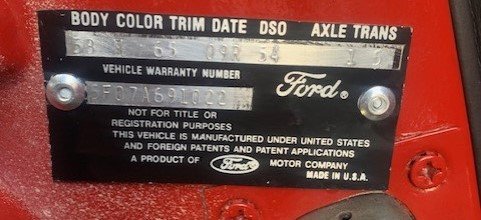 BODY COLOR TRIM DATE DSO AXLE TRANS
65 09R 54 1 5
VEHICLE WARRANTY NUMBER
5F07A691022
Ford ®
NOT FOR TITLE OR
REGISTRATION PURPOSES
THIS VEHICLE IS MANUFACTURED UNDER UNITED STATES
AND FOREIGN PATENTS AND PATENT APPLICATIONS
A PRODUCT OF Ford MOTOR COMPANY
MADE IN U.S.A.